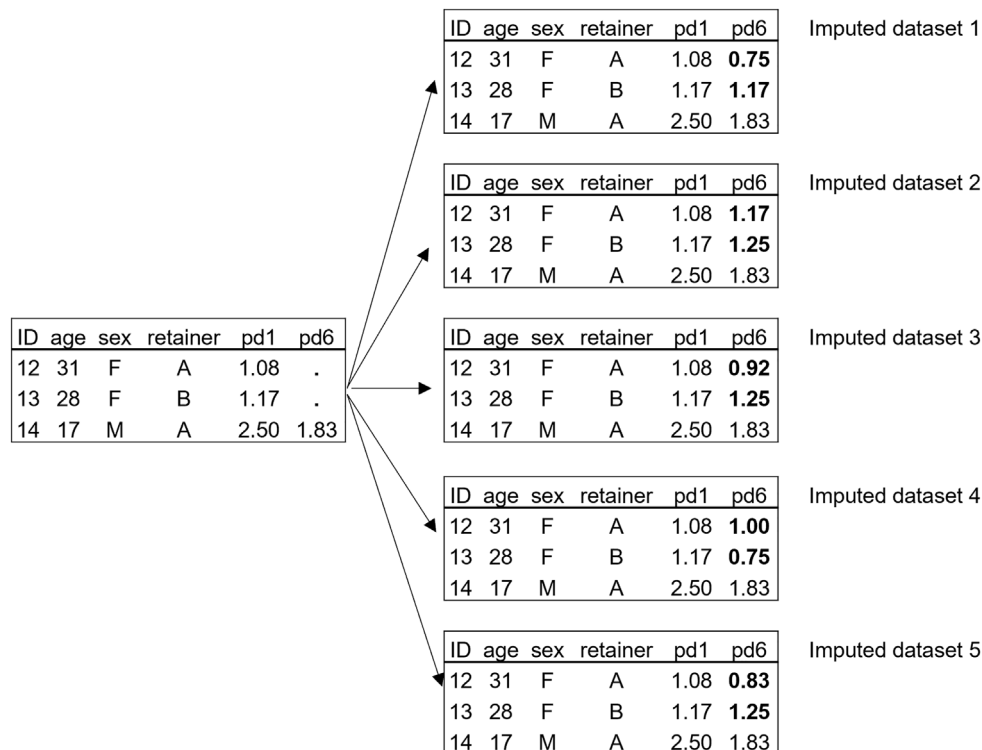 ID age sex retainer pd1 pd6 Imputed dataset 1
12 31 F A 1.08 0.75
13 28 F B 1.17 1.17
14 17 M A 2.50 1.83
ID age sex retainer pd1 pd6 Imputed dataset 2
12 31 F A 1.08 1.17
13 28 F B 1.17 1.25
14 17 M A 2.50 1.83
ID age sex retainer pd1 pd6
12 31 F A 1.08 .
13 28 F B 1.17 .
14 17 M A 2.50 1.83
ID age sex retainer pd1 pd6 Imputed dataset 3
12 31 F A 1.08 0.92
13 28 F B 1.17 1.25
14 17 M A 2.50 1.83
ID age sex retainer pd1 pd6 Imputed dataset 4
12 31 F A 1.08 1.00
13 28 F B 1.17 0.75
14 17 M A 2.50 1.83
ID age sex retainer pd1 pd6 Imputed dataset 5
12 31 F A 1.08 0.83
13 28 F B 1.17 1.25
14 17 M A 2.50 1.83